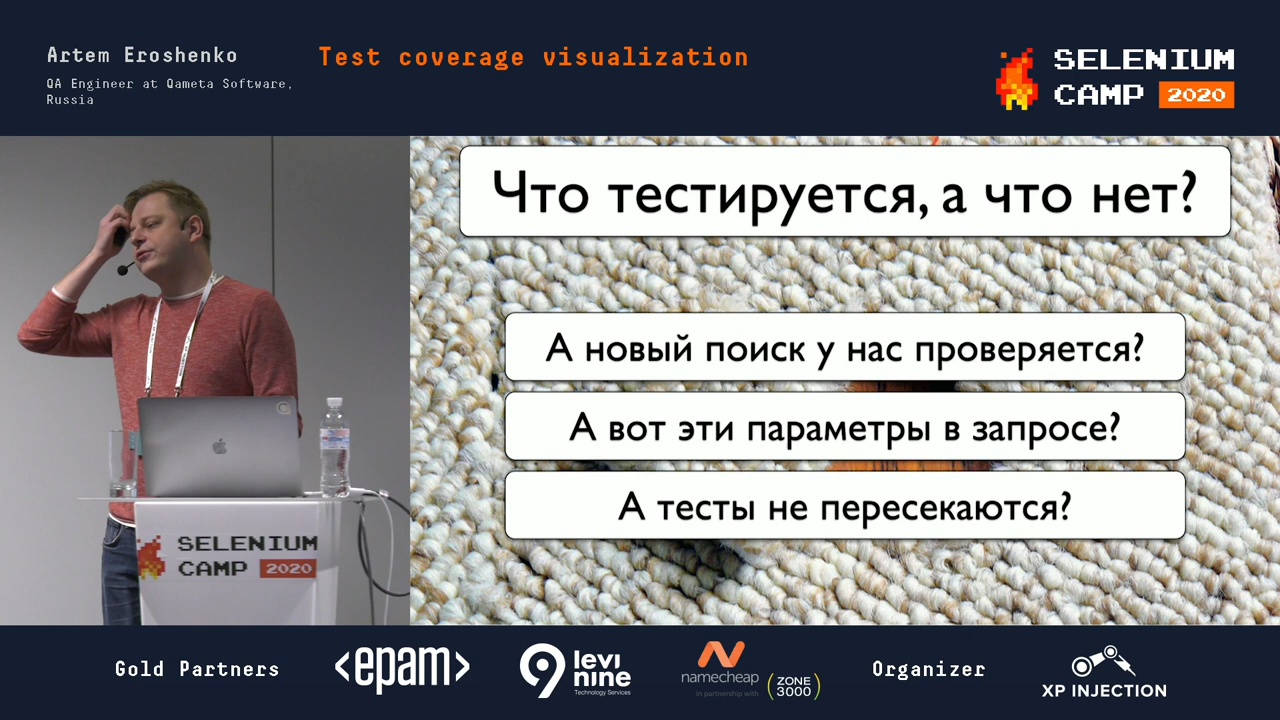 Artem Eroshenko
QA Engineer at Qameta Software,
Russia
Test coverage visualization
SELENIUM
CAMP 2020
Что тестируется, а что нет?
А новый поиск у нас проверяется?
А вот эти параметры в запросе?
А тесты не пересекаются?
SELENIUM
CAMP 2020
Gold Partners
<epam>
9 levi
nine
Technology Services
namecheap
in partnership with
ZONE
3000
Organizer
XP INJECTION